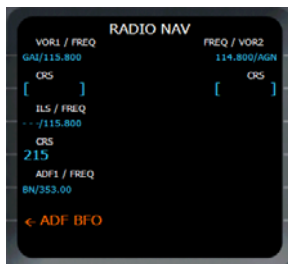 RADIO NAV
VOR1 / FREQ FREQ / VOR2
GAI/115.800 114.800/AGN
CRS CRS
[ ] [ ]
ILS / FREQ
---/115.800
CRS
215
ADF1 / FREQ
BN/353.00
← ADF BFO